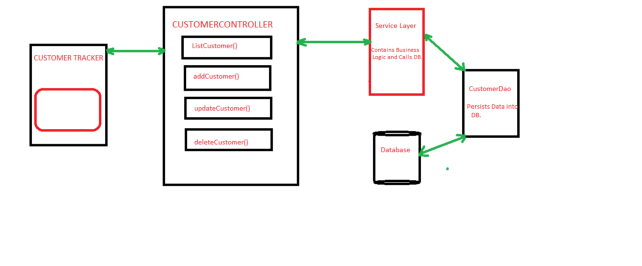 CUSTOMER TRACKER
CUSTOMERCONTROLLER
ListCustomer()
addCustomer()
updateCustomer()
deleteCustomer()
Service Layer
Contains Business
Logic and Calls DB.
CustomerDao
Persists Data into
DB.
Database